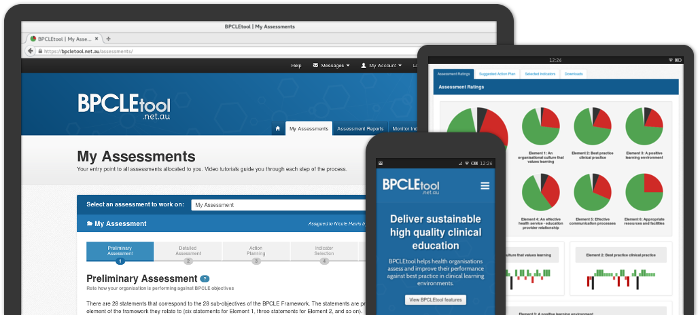 BPCLEtool | My Assessments
BPCLEtool | My Asse...
https://bpcletool.net.au/assessments/
Help
Messages
My Account
BPCLEtool
.net.au
My Assessments
Assessment Reports
Monitor Indi
My Assessments
Your entry point to all assessments allocated to you. Video tutorials guide you through each step of the process.
Select an assessment to work on:
My Assessment
My Assessment
Preliminary
Assessment
1
Detailed
Assessment
2
Action
Planning
3
Indicator
Selection
4
Preliminary Assessment
?
Rate how your organisation is performing against BPCLE objectives
There are 28 statements that correspond to the 28 sub-objectives of the BPCLE Framework. The statements are
element of the framework they relate to (six statements for Element 1, three statements for Element 2, and so on).
12:26
BPCLEtool
.net.au
Deliver sustainable
high quality clinical
education
BPCLEtool helps health organisations
assess and improve their performance
against best practice in clinical learning
environments.
View BPCLEtool features
12:26
Assessment Ratings
Suggested Action Plan
Selected Indicators
Downloads
Assessment Ratings
Element 1: An
organisational culture that
values learning
Element 2: Best practice
clinical practice
Element 3: A positive
learning environment
Element 4: An effective
health service - education
provider relationship
Element 5: Effective
communication processes
Element 6: Appropriate
resources and facilities
culture that values learning
Element 2: Best practice clinical practice